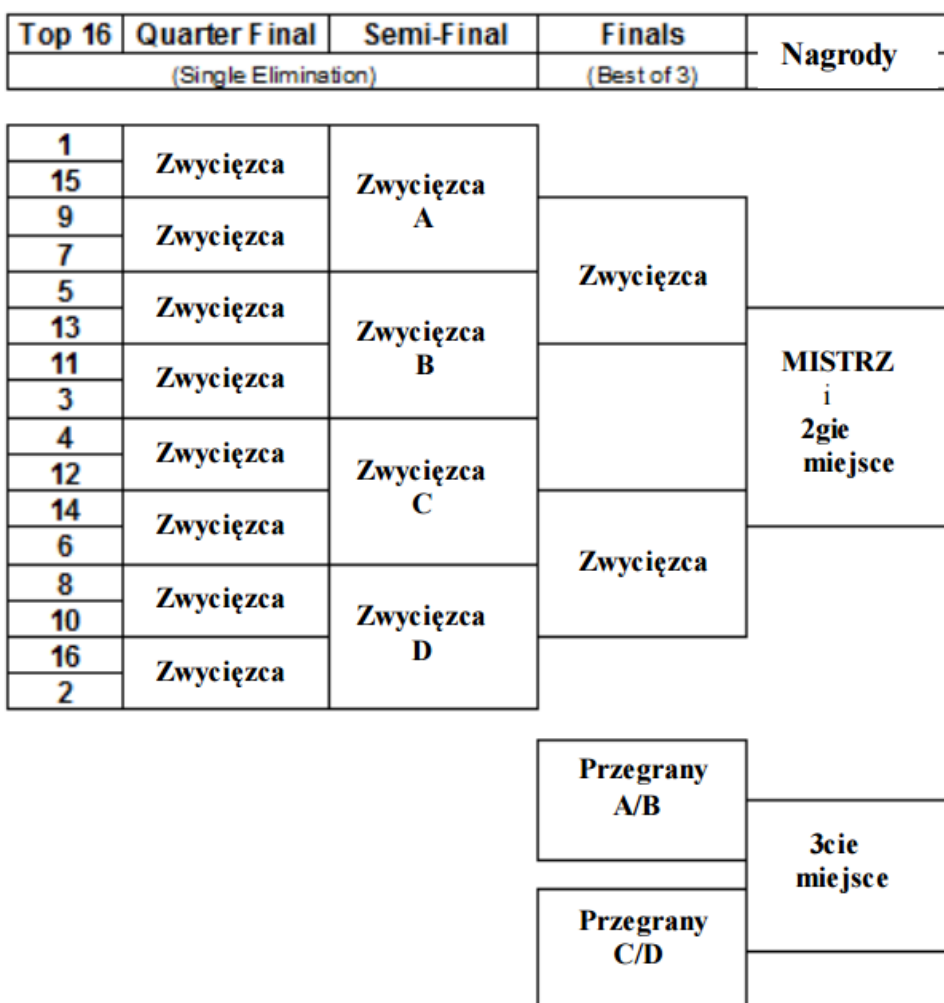 Top 16 Quarter Final Semi-Final Finals Nagrody
(Single Elimination) (Best of 3)
1
Zwycięzca
15
Zwycięzca
A
9
Zwycięzca
7
Zwycięzca
5
Zwycięzca
13
Zwycięzca
B
11
Zwycięzca
3
MISTRZ
i
2gie
miejsce
4
Zwycięzca
12
Zwycięzca
C
14
Zwycięzca
6
Zwycięzca
8
Zwycięzca
10
Zwycięzca
D
16
Zwycięzca
2
Przegrany
A/B
3cie
miejsce
Przegrany
C/D